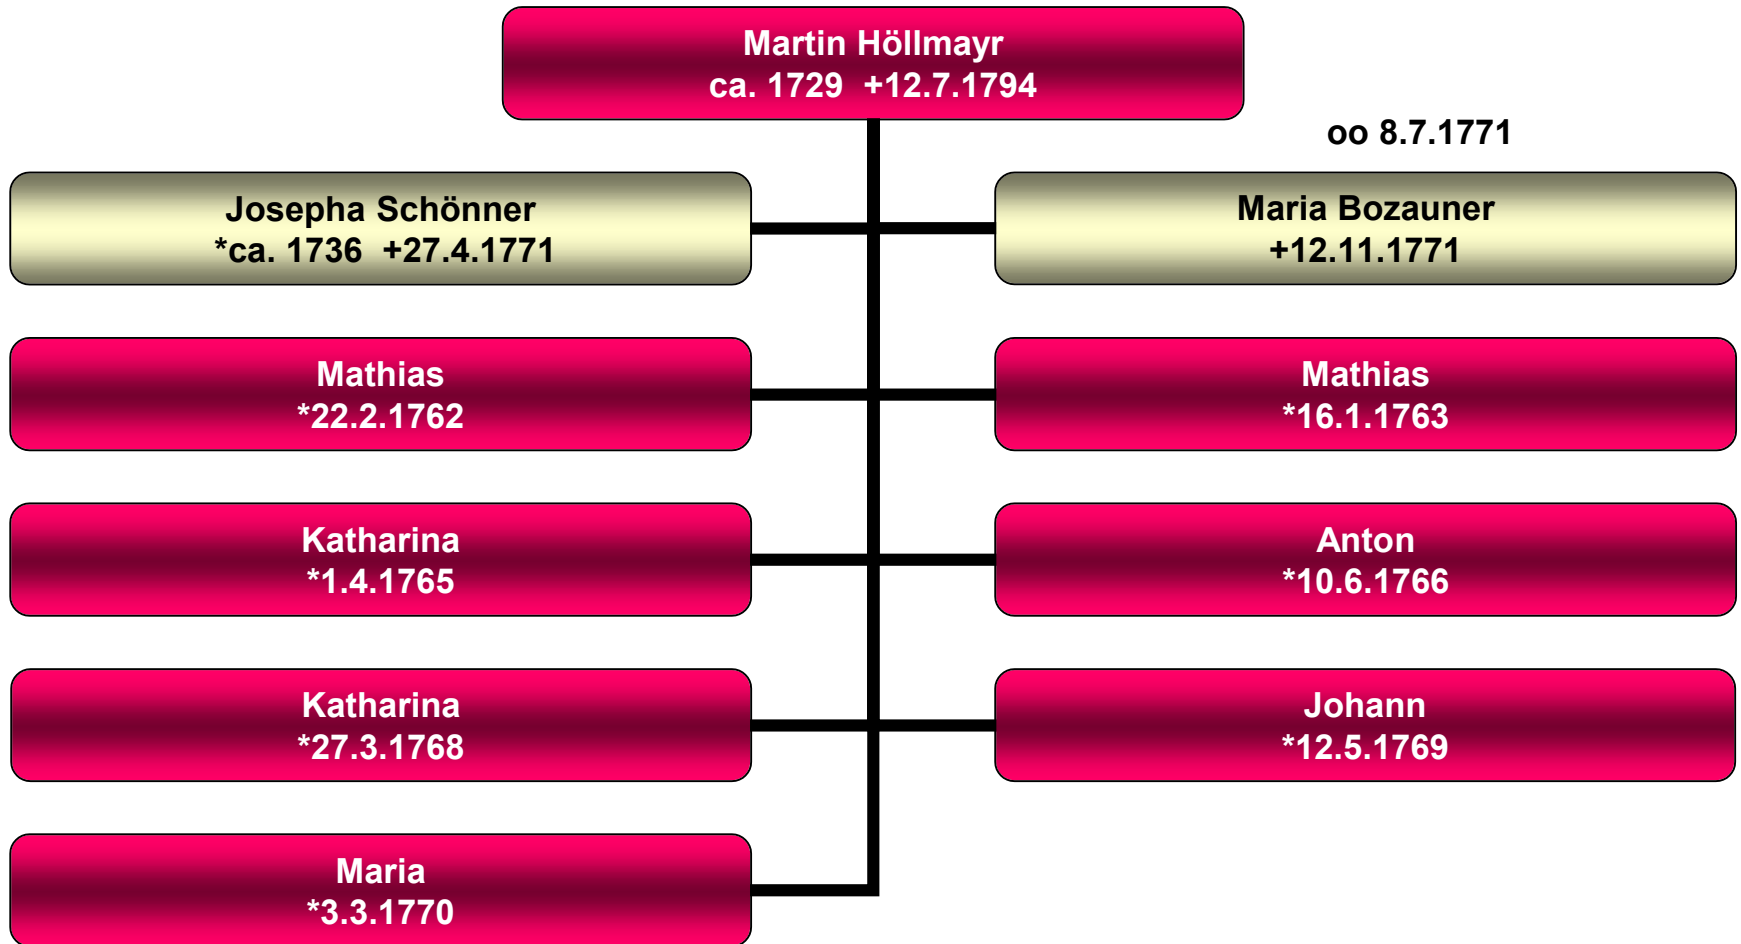 Martin Höllmayr
ca. 1729  +12.7.1794
oo 8.7.1771
Josepha Schönner
*ca. 1736  +27.4.1771
Maria Bozauner
+12.11.1771
Mathias
*22.2.1762
Mathias
*16.1.1763
Katharina
*1.4.1765
Anton
*10.6.1766
Katharina
*27.3.1768
Johann
*12.5.1769
Maria
*3.3.1770